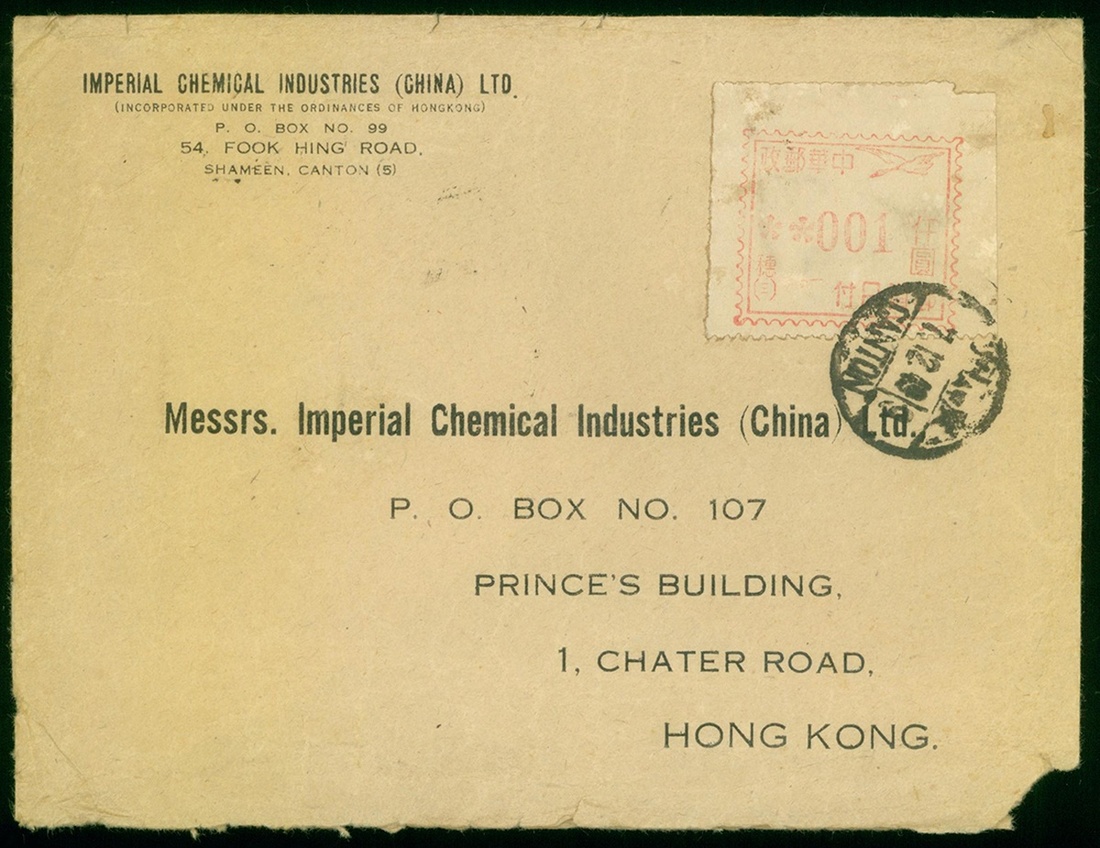 IMPERIAL CHEMICAL INDUSTRIES (CHINA) LTD.
(INCORPORATED UNDER THE ORDINANCES OF HONGKONG)
P. O. BOX NO. 99
54, FOOK HING ROAD,
SHAMEEN, CANTON (5)
政郵華中
**001 仟圓
付
CANTON
Messrs. Imperial Chemical Industries (China) Ltd.
P. O. BOX NO. 107
PRINCE'S BUILDING,
1, CHATER ROAD,
HONG KONG.